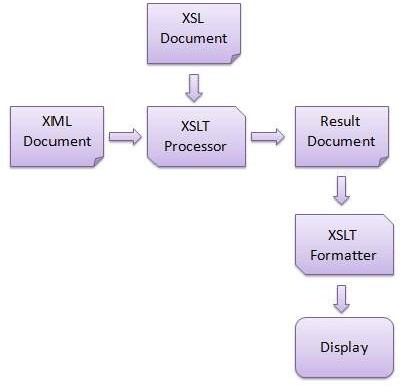 XSL
Document
XML
Document
XSLT
Processor
Result
Document
XSLT
Formatter
Display